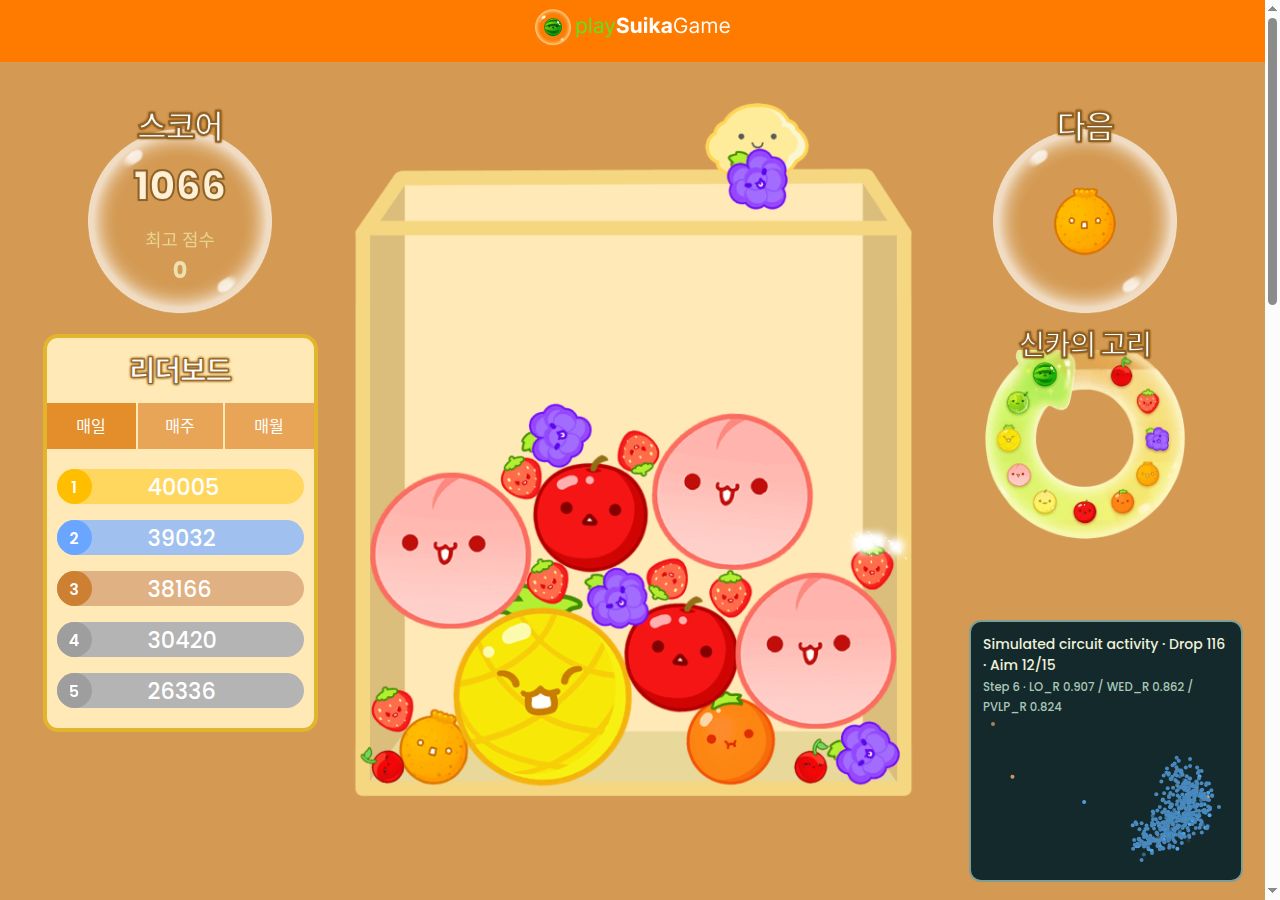 playSuikaGame
스코어
1066
최고 점수
0
리더보드
매일
매주
매월
1
40005
2
39032
3
38166
4
30420
5
26336
다음
신카의 고리
Simulated circuit activity · Drop 116
· Aim 12/15
Step 6 · LO_R 0.907 / WED_R 0.862 /
PVLP_R 0.824